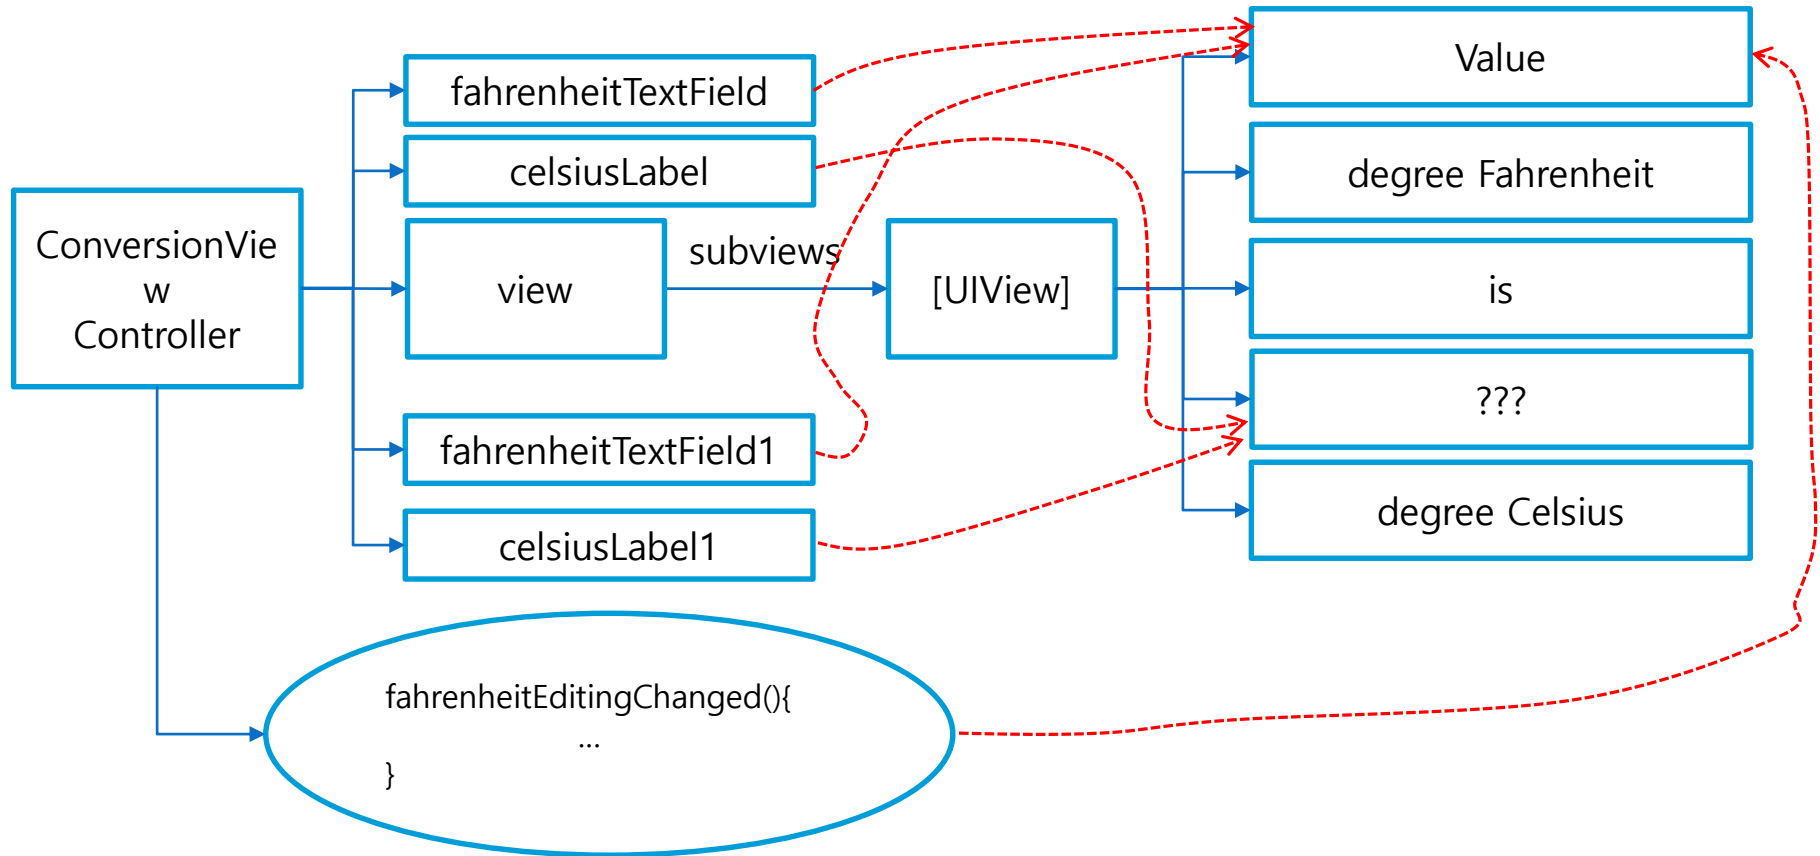 ConversionVie
w
Controller
fahrenheitTextField
celsiusLabel
view
subviews
[UIView]
fahrenheitTextField1
celsiusLabel1
Value
degree Fahrenheit
is
???
degree Celsius
fahrenheitEditingChanged(){
...
}